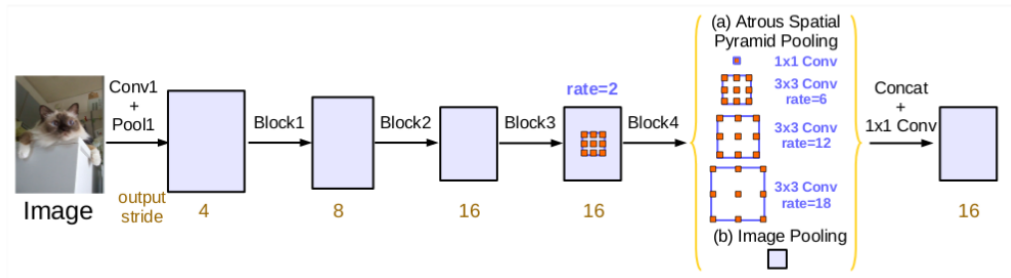 Image
Conv1
+
Pool1
output
stride
4
Block1
8
Block2
16
Block3
rate=2
16
Block4
(a) Atrous Spatial
Pyramid Pooling
1x1 Conv
3x3 Conv
rate=6
3x3 Conv
rate=12
3x3 Conv
rate=18
(b) Image Pooling
Concat
+
1x1 Conv
16